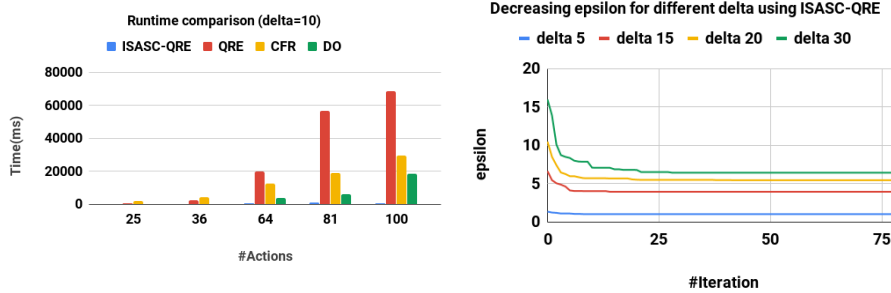 Runtime comparison (delta=10)
ISASC-QRE QRE CFR DO
80000
60000
40000
20000
0
25 36 64 81 100
Time(ms)
#Actions
Decreasing epsilon for different delta using ISASC-QRE
delta 5 delta 15 delta 20 delta 30
20
15
10
5
0
0 25 50 75
epsilon
#Iteration